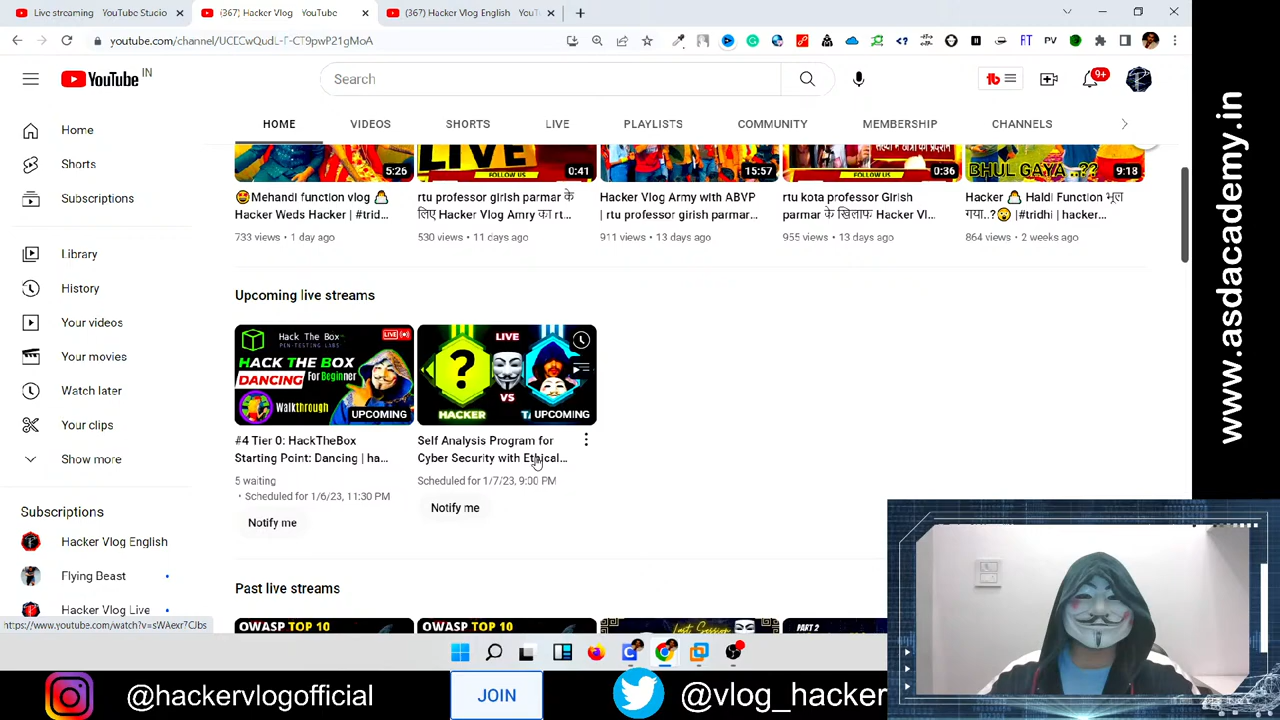 Live streaming - YouTube Studio
(367) Hacker Vlog - YouTube
(367) Hacker Vlog English - YouT
youtube.com/channel/UCECwQudL-F-CT9pwP21gMoA
YouTube IN
Search
9+
HOME
VIDEOS
SHORTS
LIVE
PLAYLISTS
COMMUNITY
MEMBERSHIP
CHANNELS
Home
Shorts
Subscriptions
Library
History
Your videos
Your movies
Watch later
Your clips
Show more
Subscriptions
Hacker Vlog English
Flying Beast
Hacker Vlog Live
5:26
LIVE
FOLLOW US
0:41
15:57
FOLLOW US
0:36
BHUL GAYA..??
9:18
🤩Mehandi function vlog
Hacker Weds Hacker | #trid...
733 views • 1 day ago
rtu professor girish parmar के
लिए Hacker Vlog Amry का rt...
530 views • 11 days ago
Hacker Vlog Army with ABVP
| rtu professor girish parmar...
911 views • 13 days ago
rtu kota professor Girish
parmar के खिलाफ Hacker Vl...
955 views • 13 days ago
Hacker Haldi Function भूल
गया..?😮 |#tridhi | hacker...
864 views • 2 weeks ago
Upcoming live streams
Hack The Box
PEN-TESTING LABS
LIVE
HACK THE BOX
DANCING For Beginner
Walkthrough
UPCOMING
#4 Tier 0: HackTheBox
Starting Point: Dancing | ha...
5 waiting
• Scheduled for 1/6/23, 11:30 PM
Notify me
LIVE
?
VS
HACKER
UPCOMING
Self Analysis Program for
Cyber Security with Ethical...
Scheduled for 1/7/23, 9:00 PM
Notify me
Past live streams
OWASP TOP 10
OWASP TOP 10
Last Session
PART 2
@hackervlogofficial
JOIN
@vlog_hacker
www.asdacademy.in